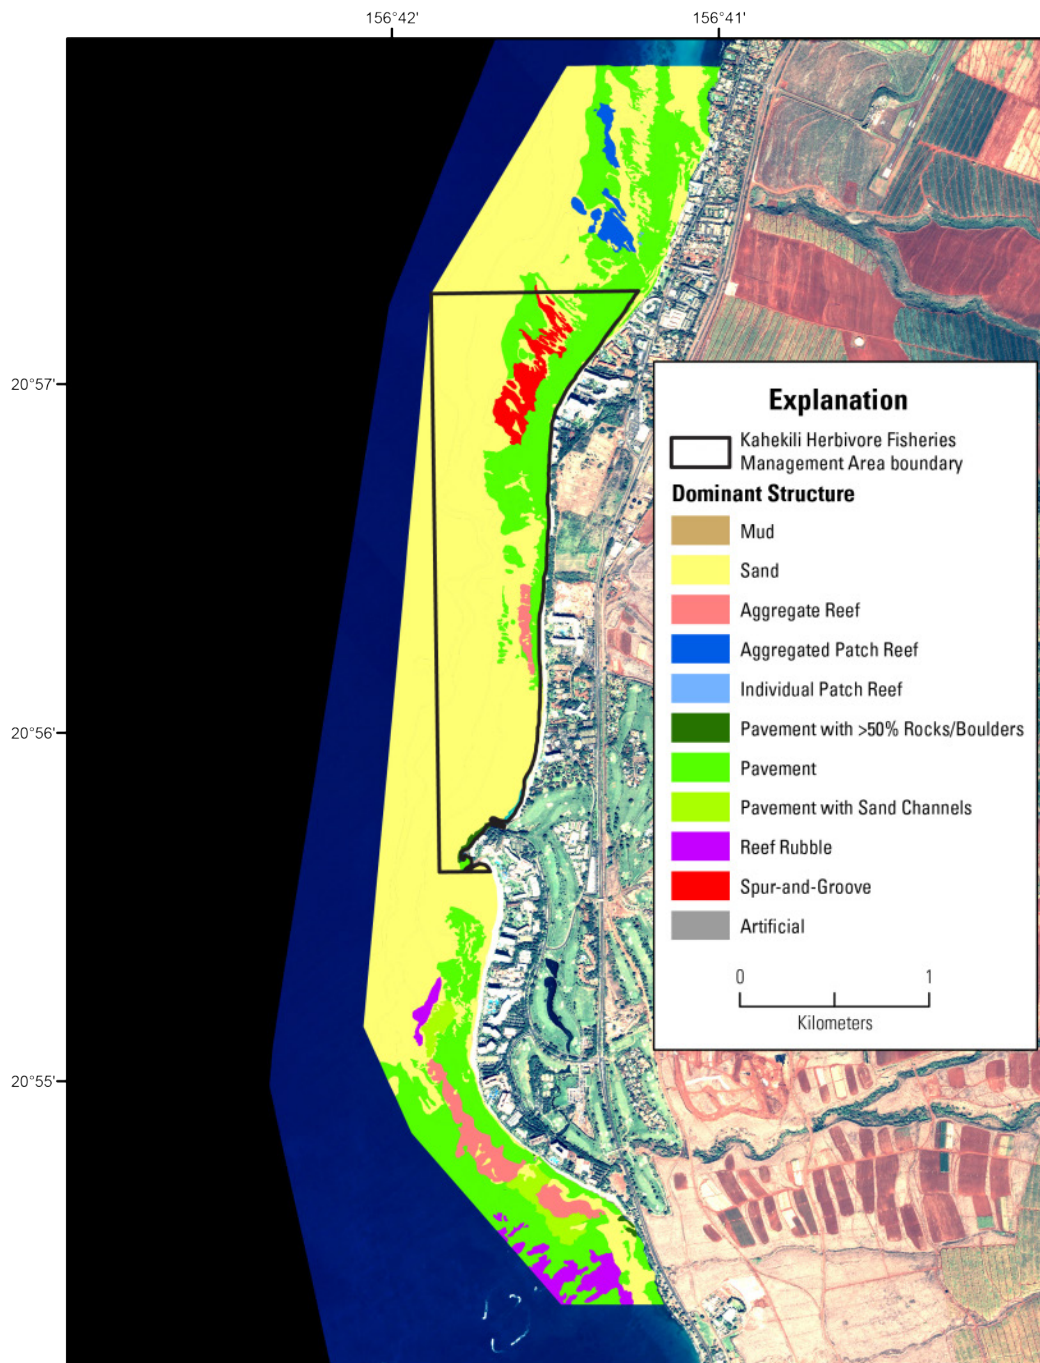 156°42'
156°41'
20°57'
20°56'
20°55'
Explanation
Kahekili Herbivore Fisheries
Management Area boundary
Dominant Structure
Mud
Sand
Aggregate Reef
Aggregated Patch Reef
Individual Patch Reef
Pavement with >50% Rocks/Boulders
Pavement
Pavement with Sand Channels
Reef Rubble
Spur-and-Groove
Artificial
0 1
Kilometers